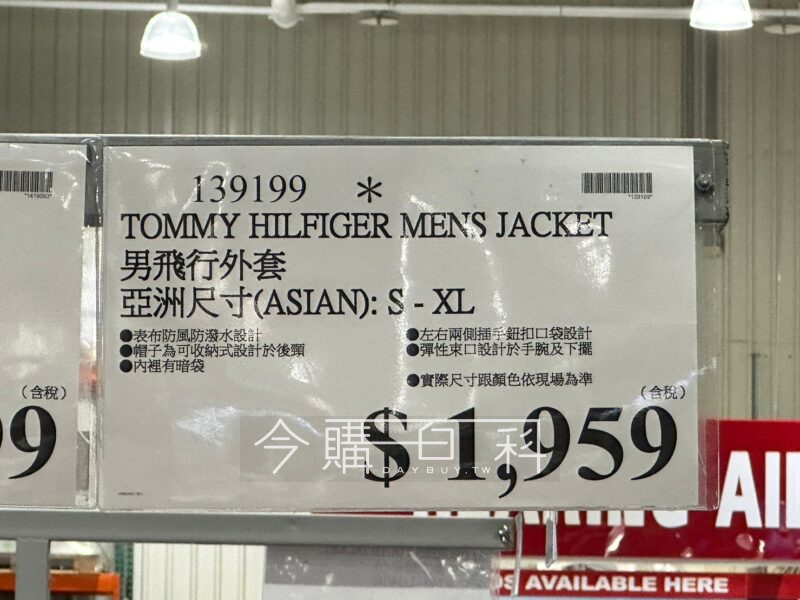 139199 *
*139199*
TOMMY HILFIGER MENS JACKET
男飛行外套
亞洲尺寸(ASIAN): S - XL
●表布防風防潑水設計
●帽子為可收納式設計於後頸
●內裡有暗袋
●左右兩側插手鈕扣口袋設計
●彈性束口設計於手腕及下擺
●實際尺寸跟顏色依現場為準
(含稅)
$1,959
今購百科
DAYBUY.TW
*1419093*
(含稅)
99
AI
AVAILABLE HERE